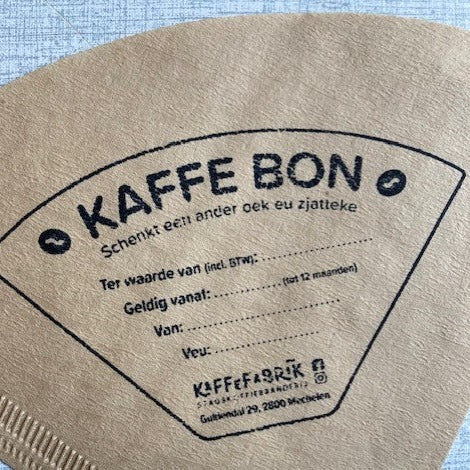 KAFFE BON
Schenkt een ander oek eu zjatteke
Ter waarde van (incl. BTW): ....................
Geldig vanaf: ............ (tot 12 maanden)
Van: ............................
Veu: ............................
KAFFEFABRIK
STADSKOFFIEBRANDERIJ
Guldendal 29, 2800 Mechelen